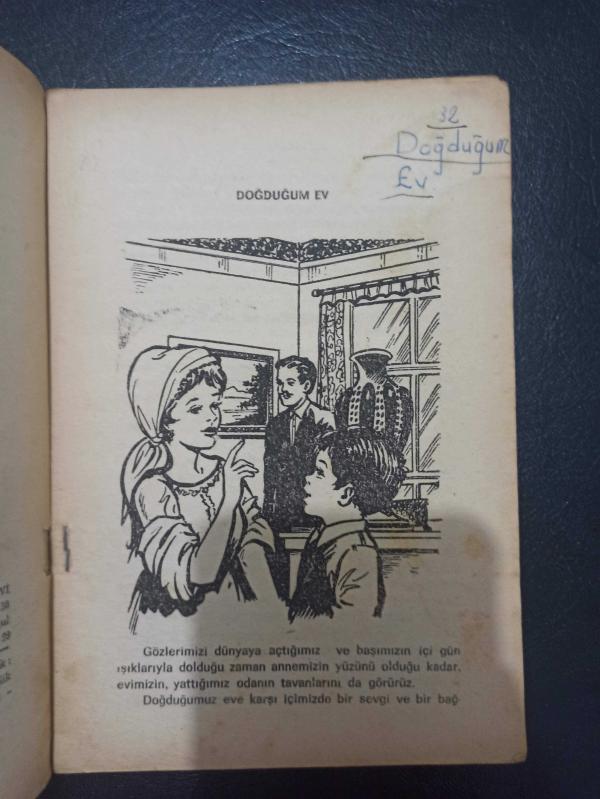 32
Doğduğum
Ev
DOĞDUĞUM EV
Gözlerimizi dünyaya açtığımız ve başımızın içi gün
ışıklarıyla dolduğu zaman annemizin yüzünü olduğu kadar,
evimizin, yattığımız odanın tavanlarını da görürüz.
Doğduğumuz eve karşı içimizde bir sevgi ve bir bağ-
29